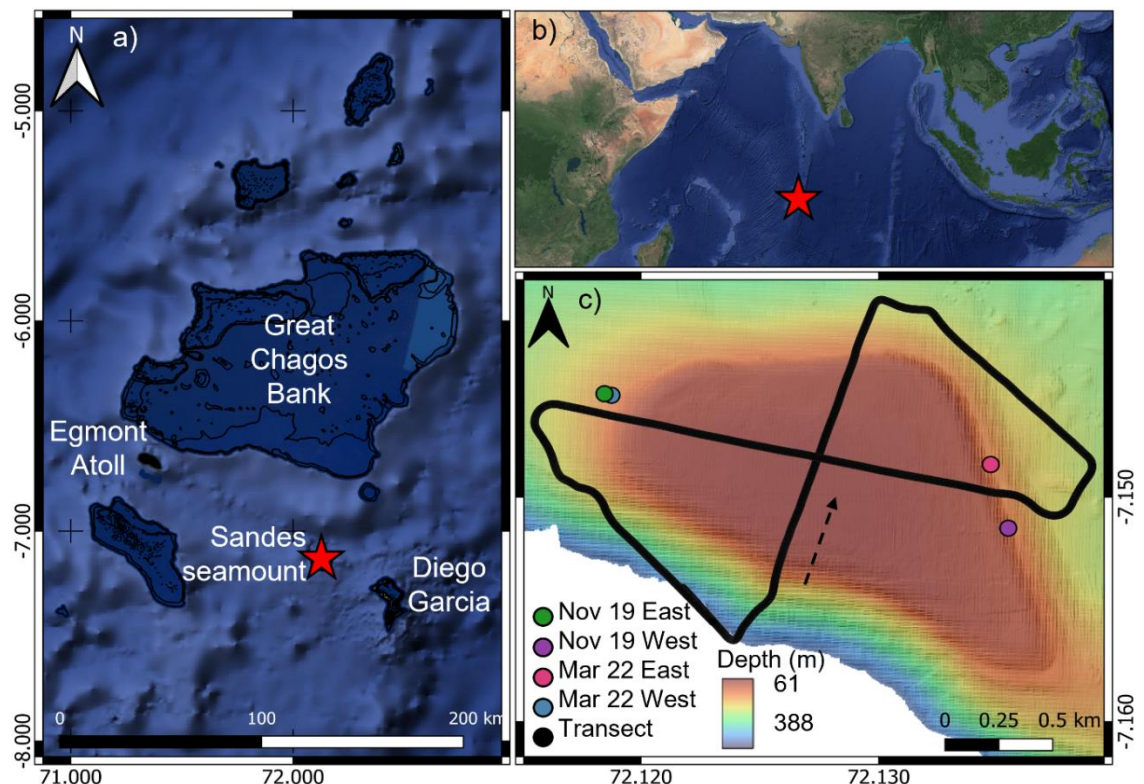 a)
N
-5.000
-6.000
-7.000
-8.000
Great
Chagos
Bank
Egmont
Atoll
Sandes
seamount
Diego
Garcia
0 100 200 km
71.000 72.000
b)
c)
N
-7.150
-7.160
Nov 19 East
Nov 19 West
Mar 22 East
Mar 22 West
Transect
Depth (m)
61
388
0 0.25 0.5 km
72.120 72.130